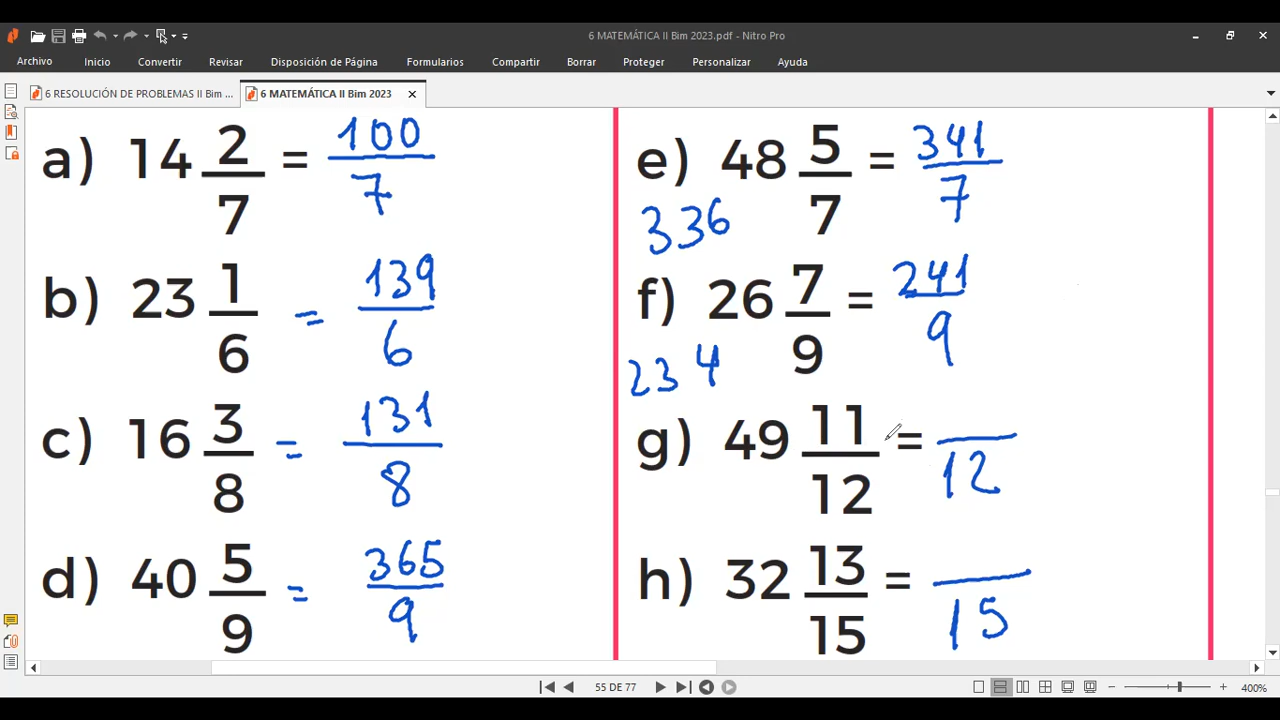 6 MATEMÁTICA II Bim 2023.pdf - Nitro Pro
Archivo Inicio Convertir Revisar Disposición de Página Formularios Compartir Borrar Proteger Personalizar Ayuda
6 RESOLUCIÓN DE PROBLEMAS II Bim ... 6 MATEMÁTICA II Bim 2023
a) 14 2/7 = 100/7
b) 23 1/6 = 139/6
c) 16 3/8 = 131/8
d) 40 5/9 = 365/9
e) 48 5/7 = 341/7
336
f) 26 7/9 = 241/9
234
g) 49 11/12 = /12
h) 32 13/15 = /15
55 DE 77
400%